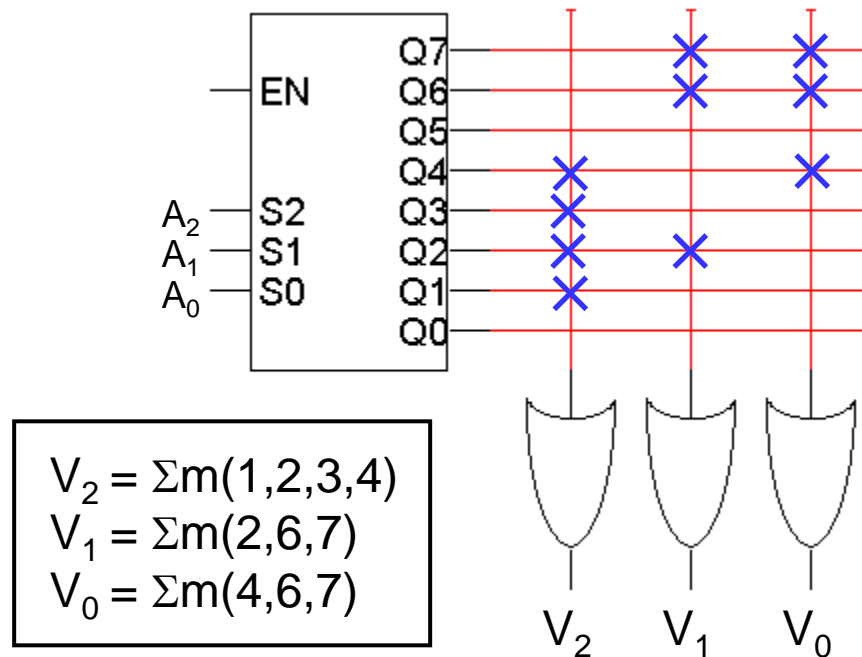 Q7
EN Q6
Q5
Q4
A₂ S2 Q3
A₁ S1 Q2
A₀ S0 Q1
Q0
V₂ = Σm(1,2,3,4)
V₁ = Σm(2,6,7)
V₀ = Σm(4,6,7)
V₂ V₁ V₀